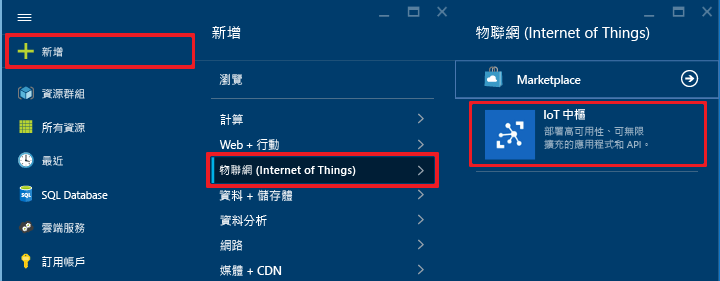 新增
資源群組
所有資源
最近
SQL Database
雲端服務
訂用帳戶
新增
瀏覽
計算
Web + 行動
物聯網 (Internet of Things)
資料 + 儲存體
資料分析
網路
媒體 + CDN
物聯網 (Internet of Things)
Marketplace
IoT 中樞
部署高可用性、可無限
擴充的應用程式和 API。